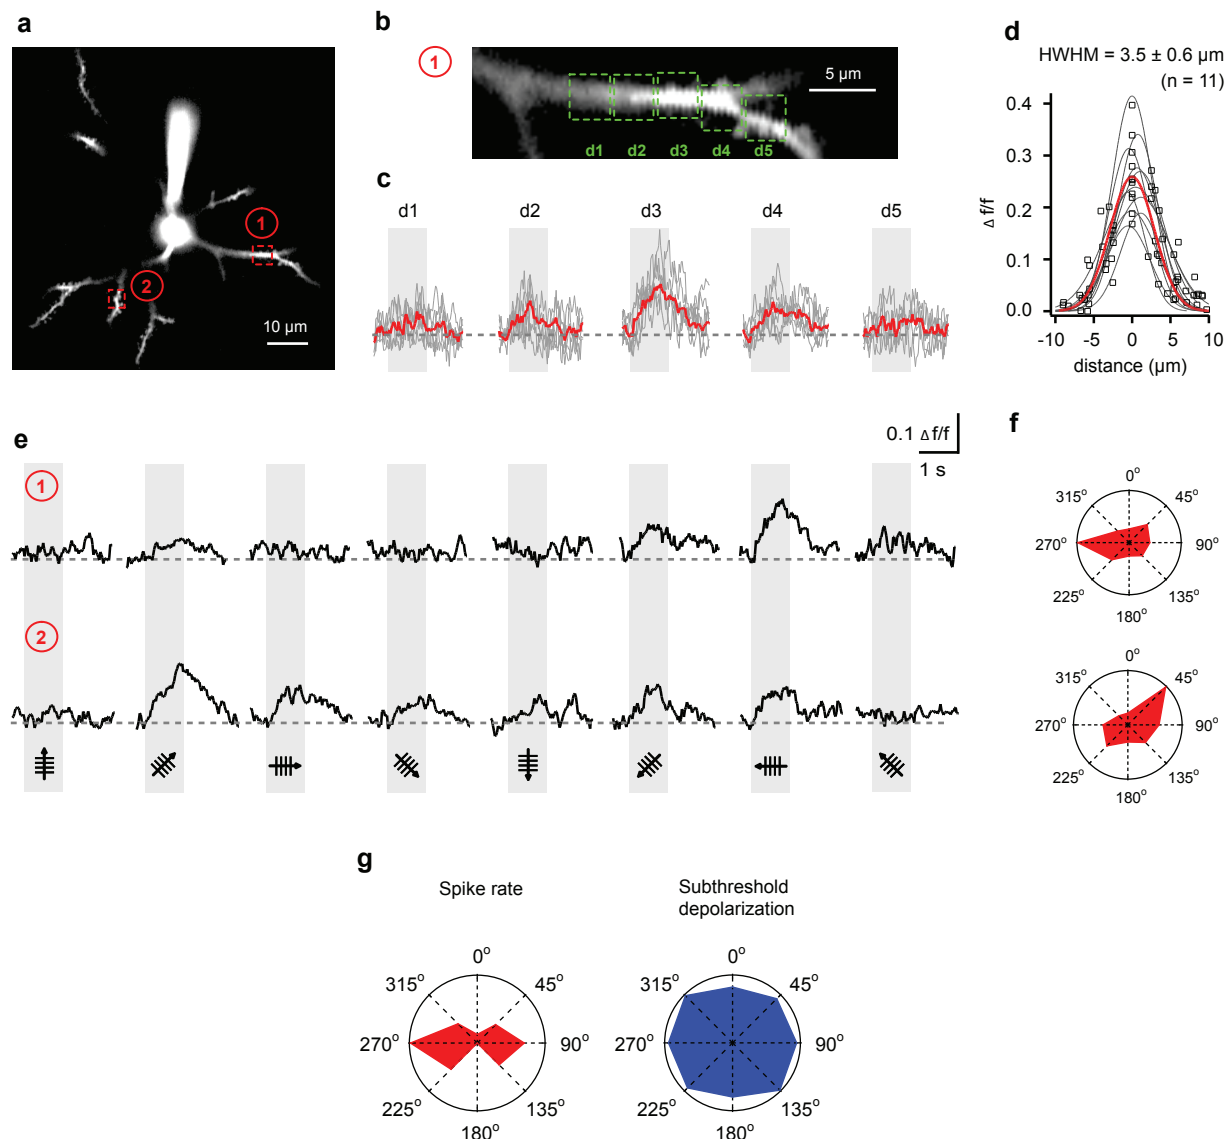 a
1
2
10 µm
b
1
5 µm
d1 d2 d3 d4 d5
c
d1 d2 d3 d4 d5
d
HWHM = 3.5 ± 0.6 µm
(n = 11)
0.4
0.3
0.2
0.1
0.0
Δ f/f
-10 -5 0 5 10
distance (µm)
e
0.1 Δ f/f
1 s
1
2
f
0°
45°
90°
135°
180°
225°
270°
315°
0°
45°
90°
135°
180°
225°
270°
315°
g
Spike rate
0°
45°
90°
135°
180°
225°
270°
315°
Subthreshold
depolarization
0°
45°
90°
135°
180°
225°
270°
315°